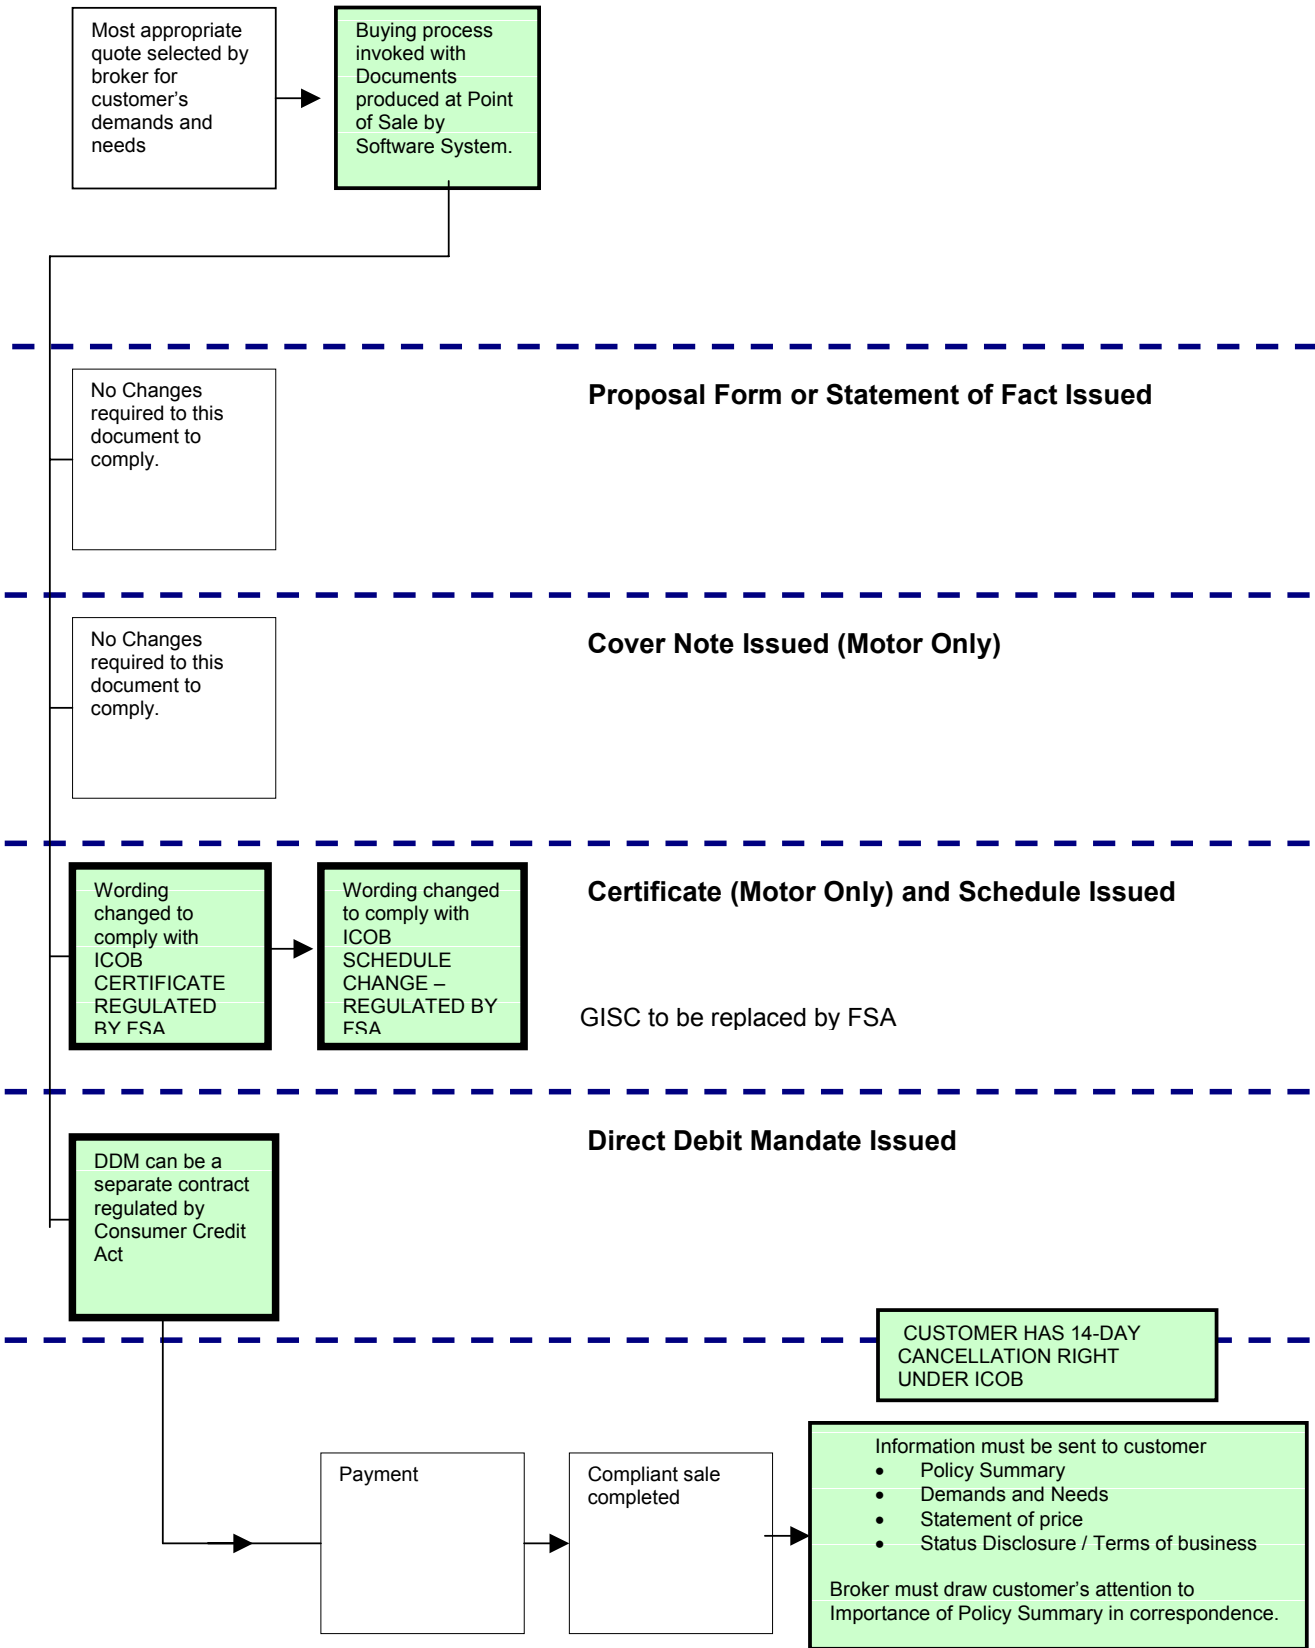 Most appropriate
quote selected by
broker for
customer's
demands and
needs
Buying process
invoked with
Documents
produced at Point
of Sale by
Software System.
No Changes
required to this
document to
comply.
Proposal Form or Statement of Fact Issued
No Changes
required to this
document to
comply.
Cover Note Issued (Motor Only)
Wording
changed to
comply with
ICOB
CERTIFICATE
REGULATED
BY FSA
Wording changed
to comply with
ICOB
SCHEDULE
CHANGE –
REGULATED BY
FSA
Certificate (Motor Only) and Schedule Issued
GISC to be replaced by FSA
DDM can be a
separate contract
regulated by
Consumer Credit
Act
Direct Debit Mandate Issued
CUSTOMER HAS 14-DAY
CANCELLATION RIGHT
UNDER ICOB
Payment
Compliant sale
completed
Information must be sent to customer
• Policy Summary
• Demands and Needs
• Statement of price
• Status Disclosure / Terms of business
Broker must draw customer's attention to
Importance of Policy Summary in correspondence.